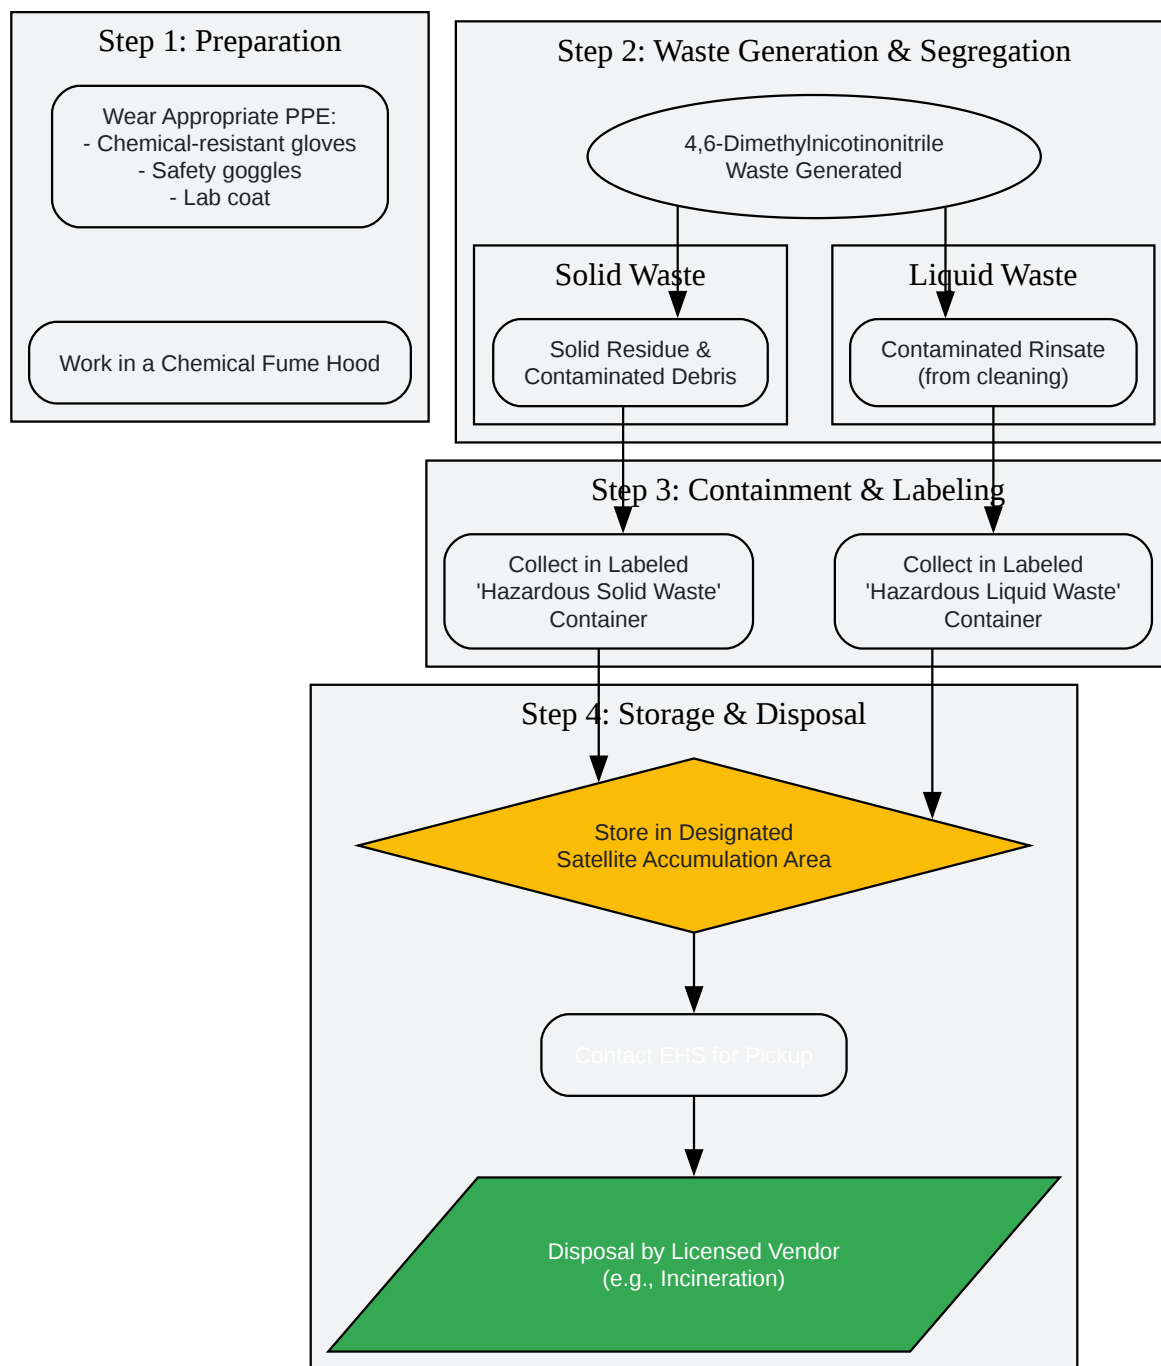 Step 1: Preparation
Wear Appropriate PPE:
- Chemical-resistant gloves
- Safety goggles
- Lab coat
Work in a Chemical Fume Hood
Step 2: Waste Generation & Segregation
4,6-Dimethylnicotinonitrile
Waste Generated
Solid Waste
Solid Residue &
Contaminated Debris
Liquid Waste
Contaminated Rinsate
(from cleaning)
Step 3: Containment & Labeling
Collect in Labeled
'Hazardous Solid Waste'
Container
Collect in Labeled
'Hazardous Liquid Waste'
Container
Step 4: Storage & Disposal
Store in Designated
Satellite Accumulation Area
Contact EHS for Pickup
Disposal by Licensed Vendor
(e.g., Incineration)